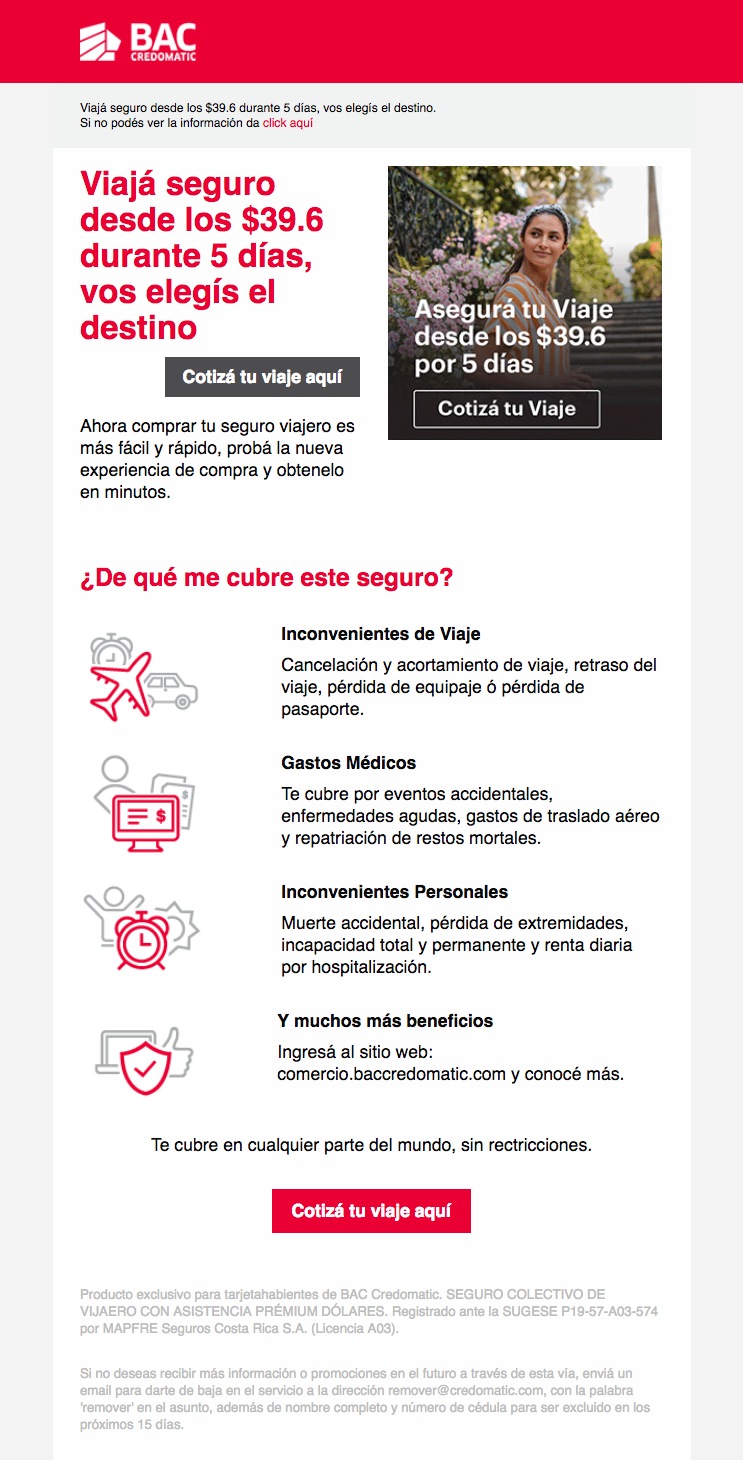 BAC
CREDOMATIC
Viajá seguro desde los $39.6 durante 5 días, vos elegís el destino.
Si no podés ver la información da click aquí
Viajá seguro
desde los $39.6
durante 5 días,
vos elegís el
destino
Cotizá tu viaje aquí
Ahora comprar tu seguro viajero es
más fácil y rápido, probá la nueva
experiencia de compra y obtenelo
en minutos.
Asegurá tu Viaje
desde los $39.6
por 5 días
Cotizá tu Viaje
¿De qué me cubre este seguro?
Inconvenientes de Viaje
Cancelación y acortamiento de viaje, retraso del
viaje, pérdida de equipaje ó pérdida de
pasaporte.
Gastos Médicos
Te cubre por eventos accidentales,
enfermedades agudas, gastos de traslado aéreo
y repatriación de restos mortales.
Inconvenientes Personales
Muerte accidental, pérdida de extremidades,
incapacidad total y permanente y renta diaria
por hospitalización.
Y muchos más beneficios
Ingresá al sitio web:
comercio.baccredomatic.com y conocé más.
Te cubre en cualquier parte del mundo, sin rectricciones.
Cotizá tu viaje aquí
Producto exclusivo para tarjetahabientes de BAC Credomatic. SEGURO COLECTIVO DE
VIJAERO CON ASISTENCIA PRÉMIUM DÓLARES. Registrado ante la SUGESE P19-57-A03-574
por MAPFRE Seguros Costa Rica S.A. (Licencia A03).
Si no deseas recibir más información o promociones en el futuro a través de esta vía, enviá un
email para darte de baja en el servicio a la dirección remover@credomatic.com, con la palabra
'remover' en el asunto, además de nombre completo y número de cédula para ser excluido en los
próximos 15 días.